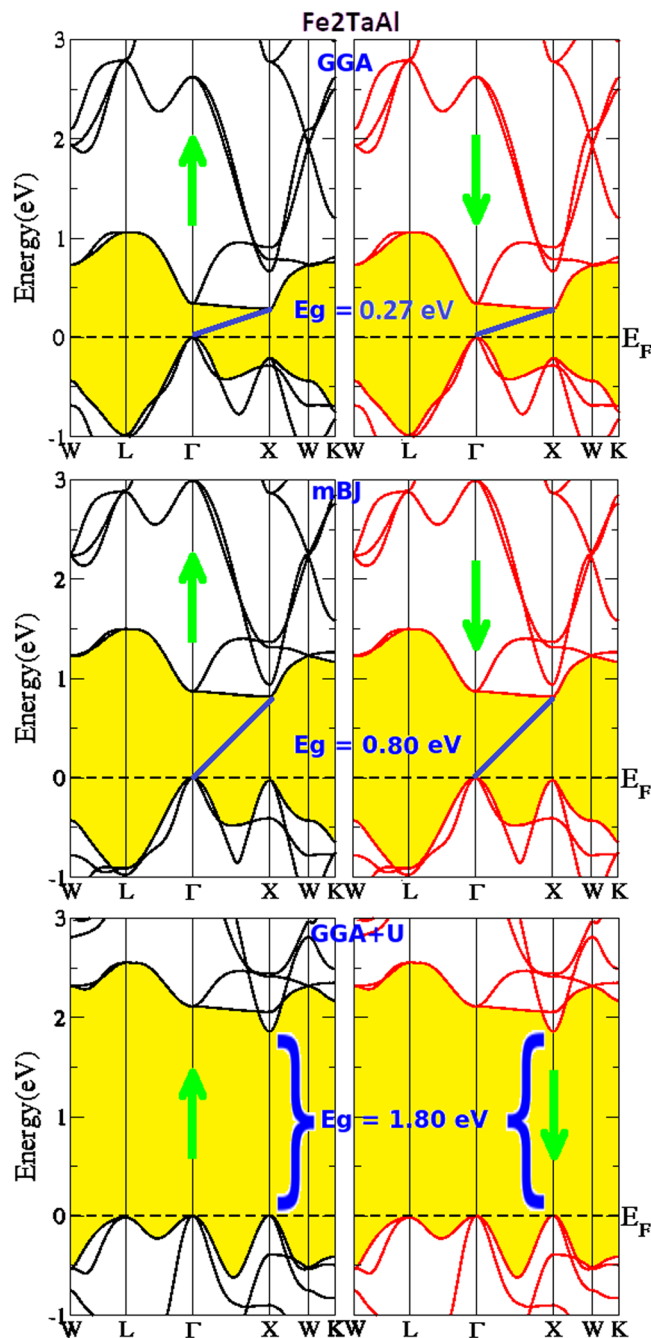 Fe2TaAl
GGA
3
2
1
0
-1
Energy(eV)
Eg = 0.27 eV
E_F
W L Γ X W K W L Γ X W K
mBJ
3
2
1
0
-1
Energy(eV)
Eg = 0.80 eV
E_F
W L Γ X W K W L Γ X W K
GGA+U
3
2
1
0
-1
Energy(eV)
Eg = 1.80 eV
E_F
W L Γ X W K W L Γ X W K